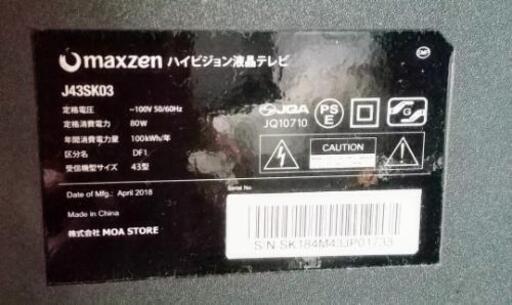 maxzen ハイビジョン液晶テレビ
J43SK03
定格電圧 ~100V 50/60Hz
定格消費電力 80W
年間消費電力量 100kWh/年
区分名 DF1
受信機型サイズ 43型
JQA
JQ10710
PS
E
G
CAUTION
Date of Mfg.: April 2018
Made in China
株式会社 MOA STORE
Serial No
S/N SK184M43JP01733